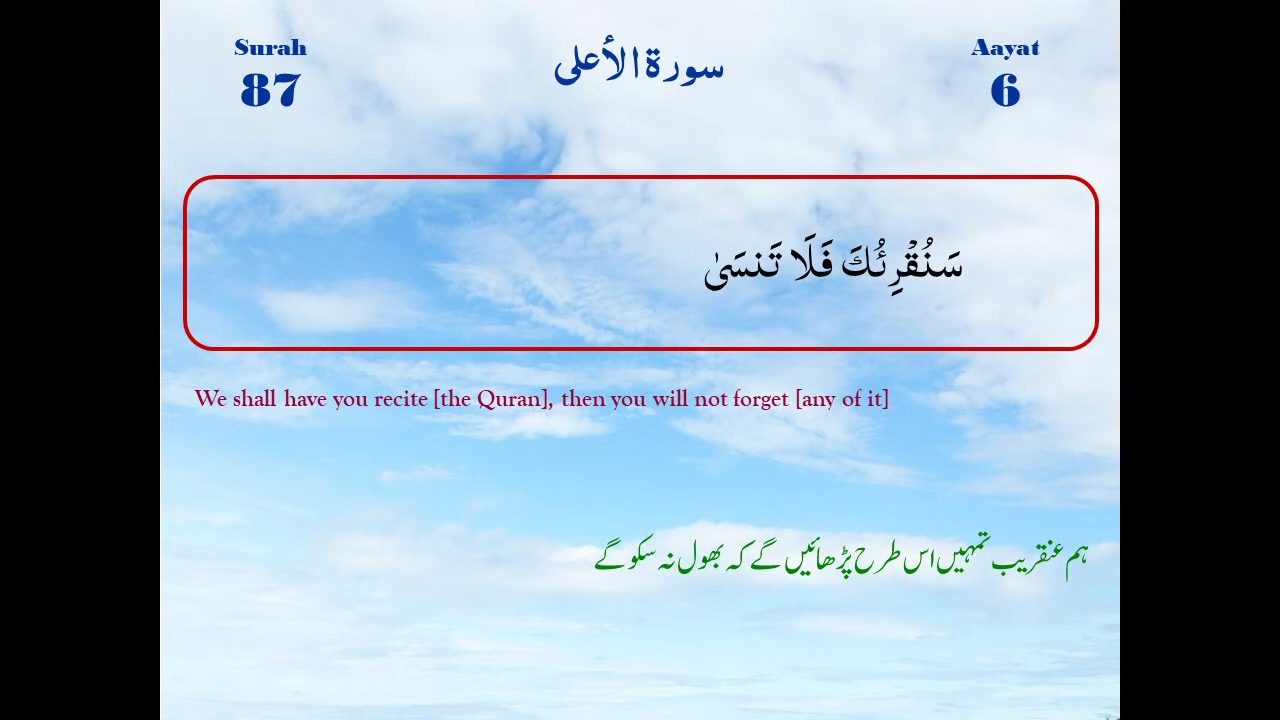 Surah
87
سورة الأعلى
Aayat
6
سَنُقْرِئُكَ فَلَا تَنسَىٰ
We shall have you recite [the Quran], then you will not forget [any of it]
ہم عنقریب تمہیں اس طرح پڑھائیں گے کہ بھول نہ سکو گے